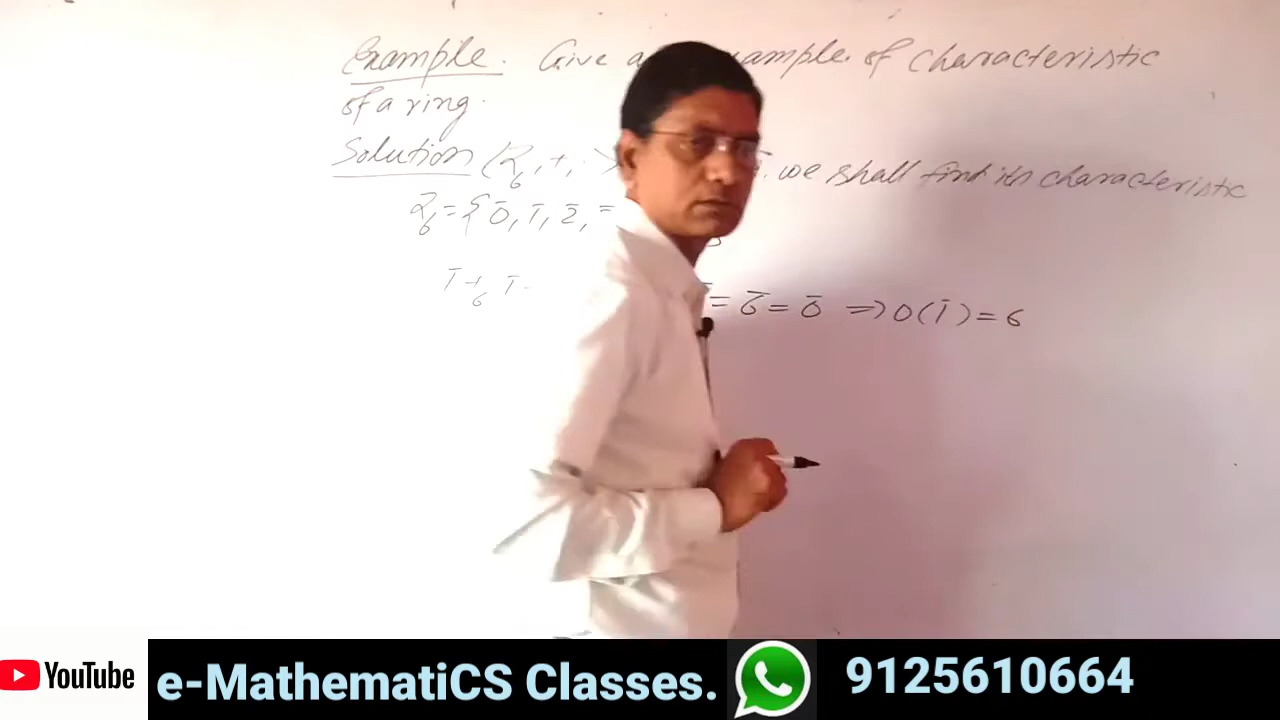 Example. Give a ample. of characteristic
of a ring.
Solution (Z₆, +, . we shall find its characteristic
Z₆ = { 0̄, 1̄, 2̄,
1̄ +₆ 1̄ = 6̄ = 0̄ => O(1̄) = 6
YouTube
e-MathematiCS Classes.
9125610664